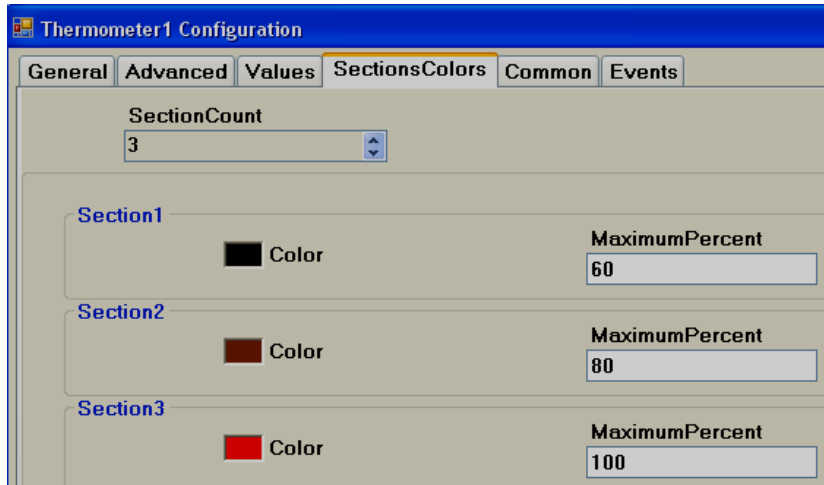 Thermometer1 Configuration
General Advanced Values SectionsColors Common Events
SectionCount
3
Section1
Color
MaximumPercent
60
Section2
Color
MaximumPercent
80
Section3
Color
MaximumPercent
100